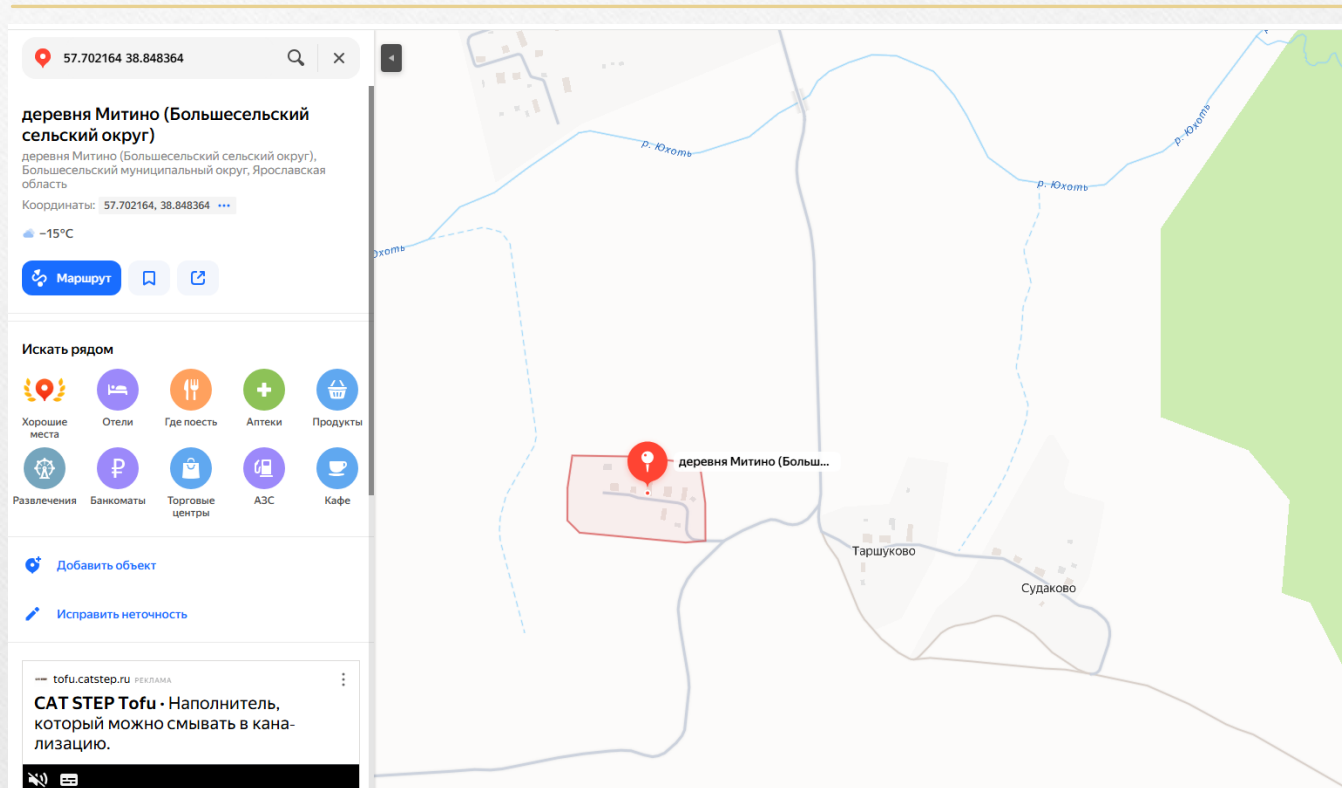 57.702164 38.848364
деревня Митино (Большесельский
сельский округ)
деревня Митино (Большесельский сельский округ),
Большесельский муниципальный округ, Ярославская
область
Координаты: 57.702164, 38.848364 •••
−15°C
Маршрут
Искать рядом
Хорошие
места
Отели
Где поесть
Аптеки
Продукты
Развлечения
Банкоматы
Торговые
центры
АЗС
Кафе
Добавить объект
Исправить неточность
tofu.catstep.ru РЕКЛАМА
CAT STEP Tofu · Наполнитель,
который можно смывать в кана-
лизацию.
р. Юхоть
р. Юхоть
р. Юхоть
Юхоть
деревня Митино (Больш...
Таршуково
Судаково